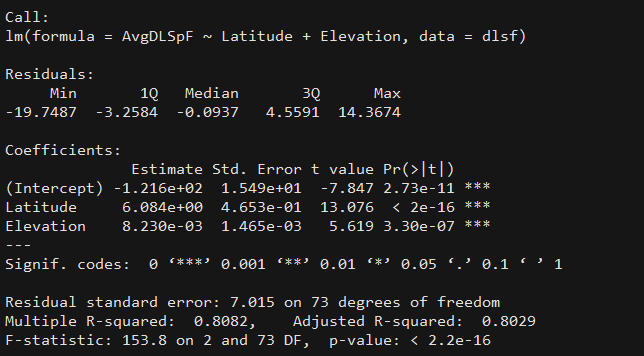 Call:
lm(formula = AvgDLSpF ~ Latitude + Elevation, data = dlsf)

Residuals:
     Min       1Q   Median       3Q      Max
-19.7487  -3.2584  -0.0937   4.5591  14.3674

Coefficients:
              Estimate Std. Error t value Pr(>|t|)
(Intercept) -1.216e+02  1.549e+01  -7.847 2.73e-11 ***
Latitude     6.084e+00  4.653e-01  13.076  < 2e-16 ***
Elevation    8.230e-03  1.465e-03   5.619 3.30e-07 ***
---
Signif. codes:  0 ‘***’ 0.001 ‘**’ 0.01 ‘*’ 0.05 ‘.’ 0.1 ‘ ’ 1

Residual standard error: 7.015 on 73 degrees of freedom
Multiple R-squared:  0.8082,    Adjusted R-squared:  0.8029
F-statistic: 153.8 on 2 and 73 DF,  p-value: < 2.2e-16